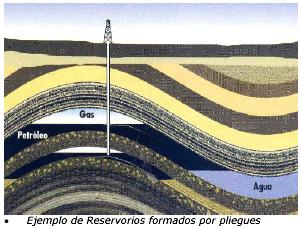 Gas
Petróleo
Agua
• Ejemplo de Reservorios formados por pliegues